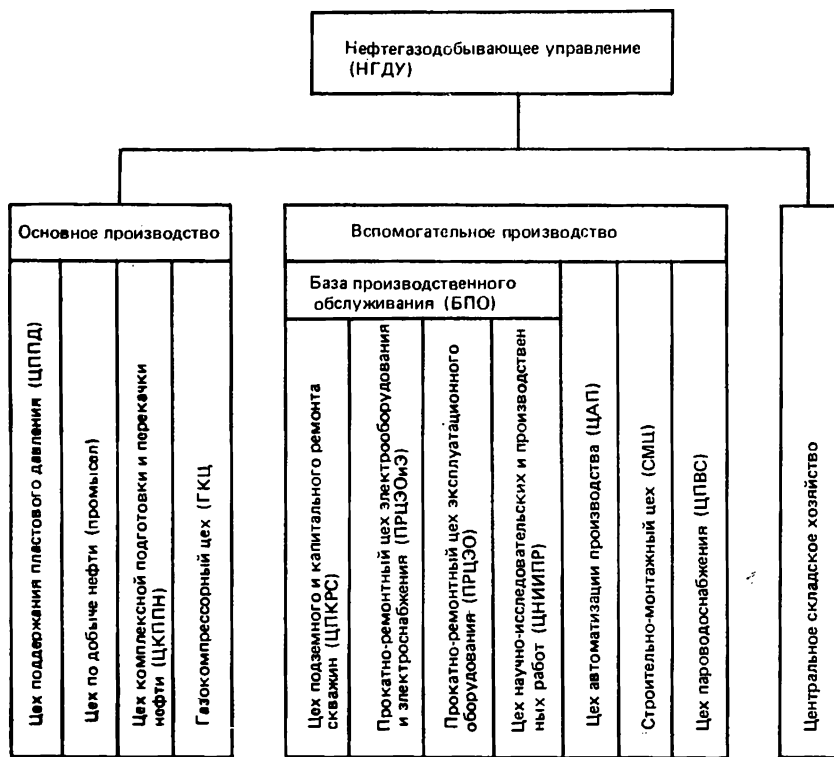 Нефтегазодобывающее управление
(НГДУ)
Основное производство
Вспомогательное производство
База производственного
обслуживания (БПО)
Цех поддержания пластового давления (ЦППД)
Цех по добыче нефти (промысел)
Цех комплексной подготовки и перекачки
нефти (ЦКППН)
Газокомпрессорный цех (ГКЦ)
Цех подземного и капитального ремонта
скважин (ЦПКРС)
Прокатно-ремонтный цех электрооборудования
и электроснабжения (ПРЦЭОиЭ)
Прокатно-ремонтный цех эксплуатационного
оборудования (ПРЦЭО)
Цех научно-исследовательских и производствен
ных работ (ЦНИИПР)
Цех автоматизации производства (ЦАП)
Строительно-монтажный цех (СМЦ)
Цех пароводоснабжения (ЦПВС)
Центральное складское хозяйство